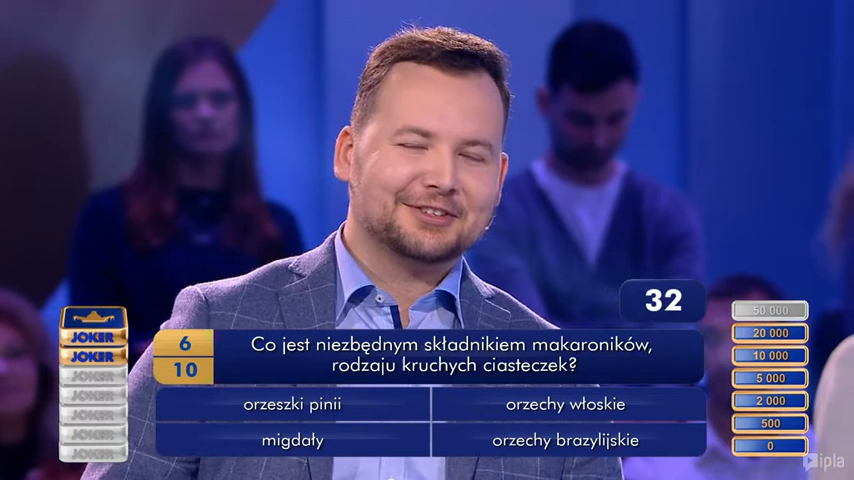 32
6
10
Co jest niezbędnym składnikiem makaroników,
rodzaju kruchych ciasteczek?
orzeszki pinii
orzechy włoskie
migdały
orzechy brazylijskie
JOKER
JOKER
JOKER
JOKER
JOKER
JOKER
JOKER
50 000
20 000
10 000
5 000
2 000
500
0
ipla